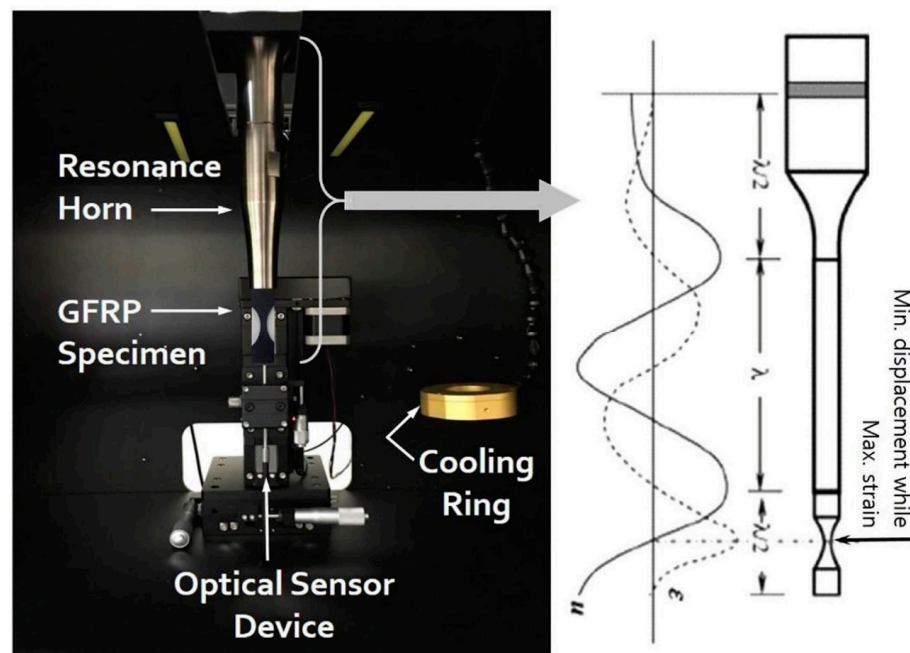 Resonance
Horn
GFRP
Specimen
Cooling
Ring
Optical Sensor
Device
λ/2
λ
λ/2
u
ε
Min. displacement while
Max. strain